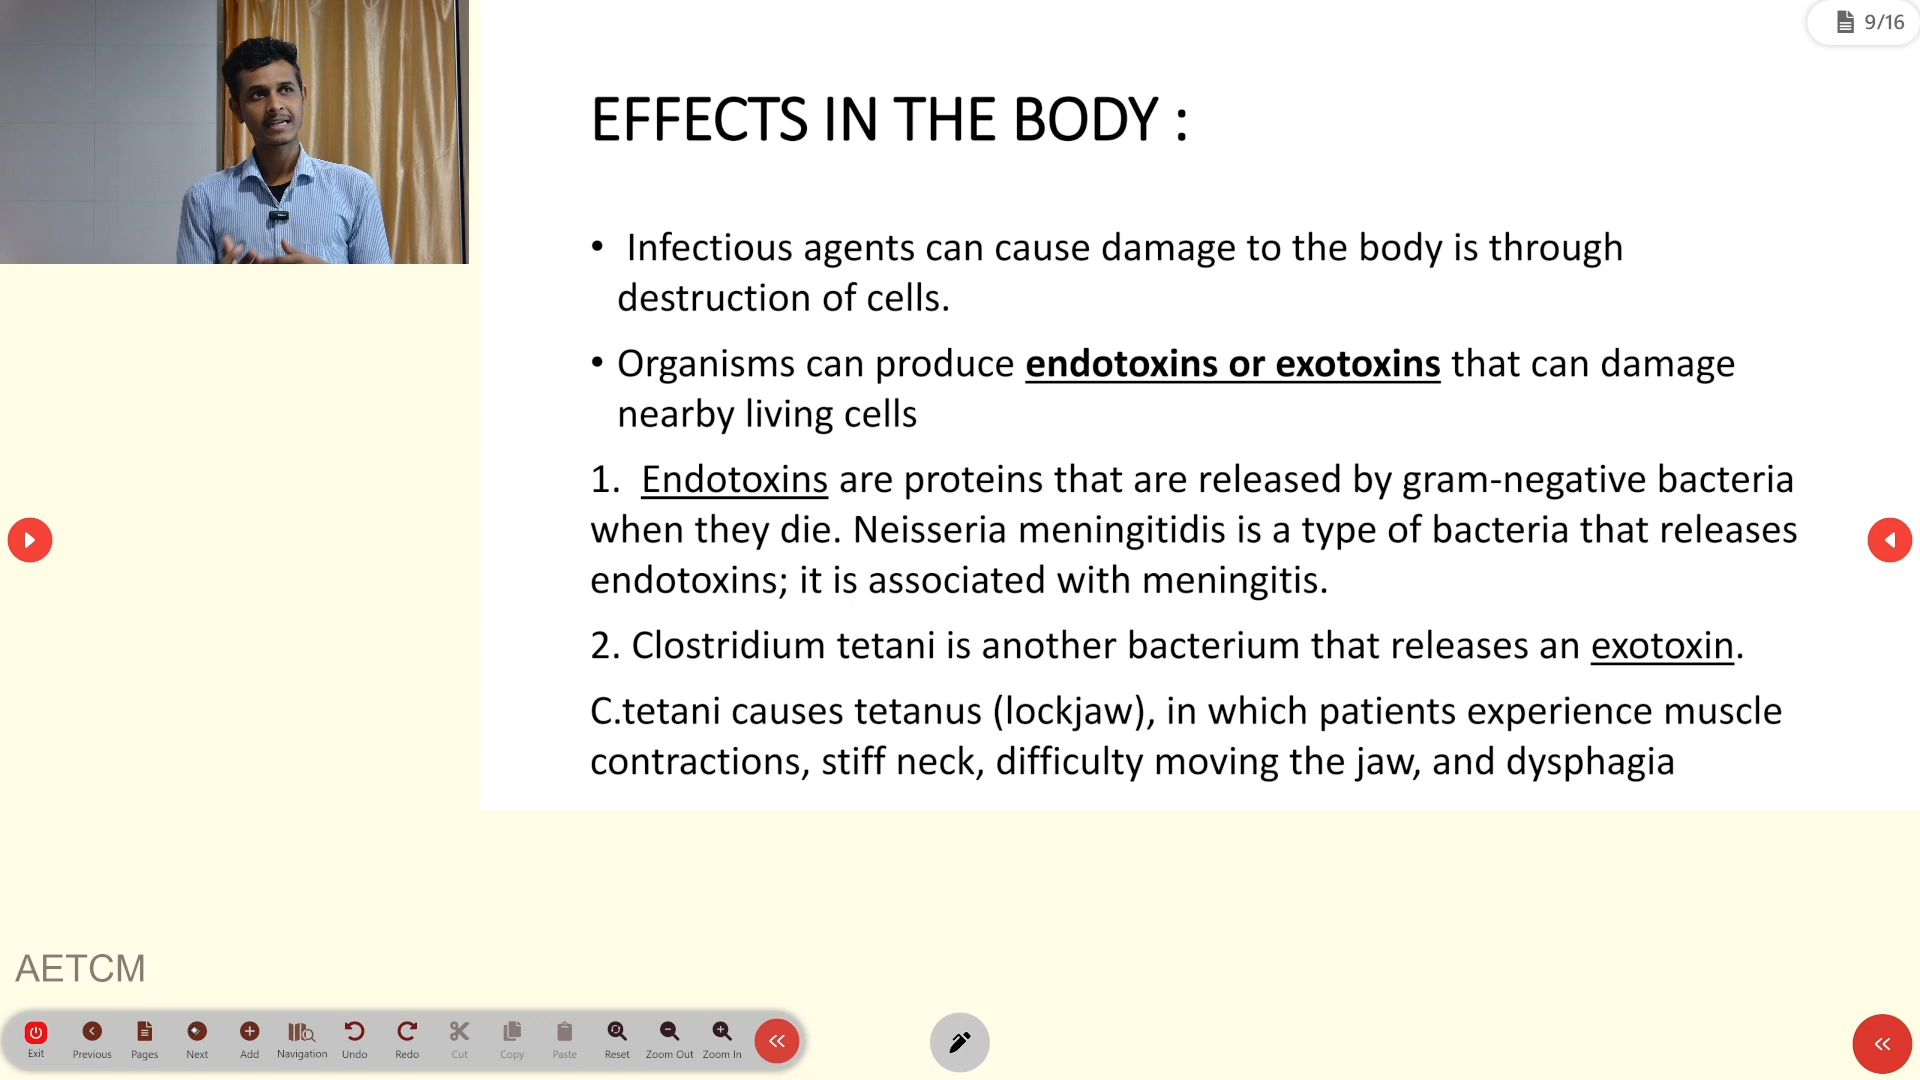 9/16
EFFECTS IN THE BODY :
• Infectious agents can cause damage to the body is through
destruction of cells.
• Organisms can produce endotoxins or exotoxins that can damage
nearby living cells
1. Endotoxins are proteins that are released by gram-negative bacteria
when they die. Neisseria meningitidis is a type of bacteria that releases
endotoxins; it is associated with meningitis.
2. Clostridium tetani is another bacterium that releases an exotoxin.
C.tetani causes tetanus (lockjaw), in which patients experience muscle
contractions, stiff neck, difficulty moving the jaw, and dysphagia
AETCM
Exit Previous Pages Next Add Navigation Undo Redo Cut Copy Paste Reset Zoom Out Zoom In